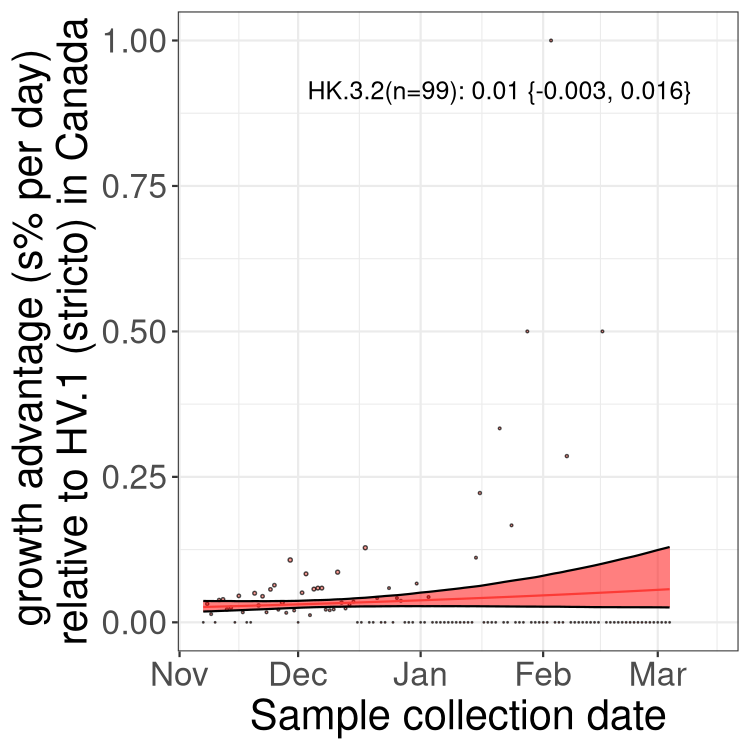 growth advantage (s% per day)
relative to HV.1 (stricto) in Canada
1.00
0.75
0.50
0.25
0.00
HK.3.2(n=99): 0.01 {-0.003, 0.016}
Nov Dec Jan Feb Mar
Sample collection date